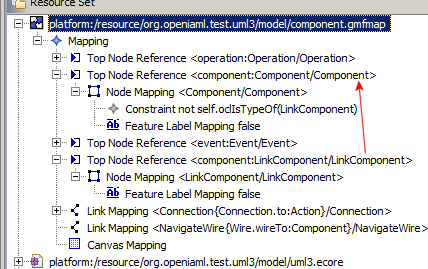 Resource Set
platform:/resource/org.openiaml.test.uml3/model/component.gmfmap
Mapping
Top Node Reference <operation:Operation/Operation>
Top Node Reference <component:Component/Component>
Node Mapping <Component/Component>
Constraint not self.oclIsTypeOf(LinkComponent)
Feature Label Mapping false
Top Node Reference <event:Event/Event>
Top Node Reference <component:LinkComponent/LinkComponent>
Node Mapping <LinkComponent/LinkComponent>
Feature Label Mapping false
Link Mapping <Connection{Connection.to:Action}/Connection>
Link Mapping <NavigateWire{Wire.wireTo:Component}/NavigateWire>
Canvas Mapping
platform:/resource/org.openiaml.test.uml3/model/uml3.ecore